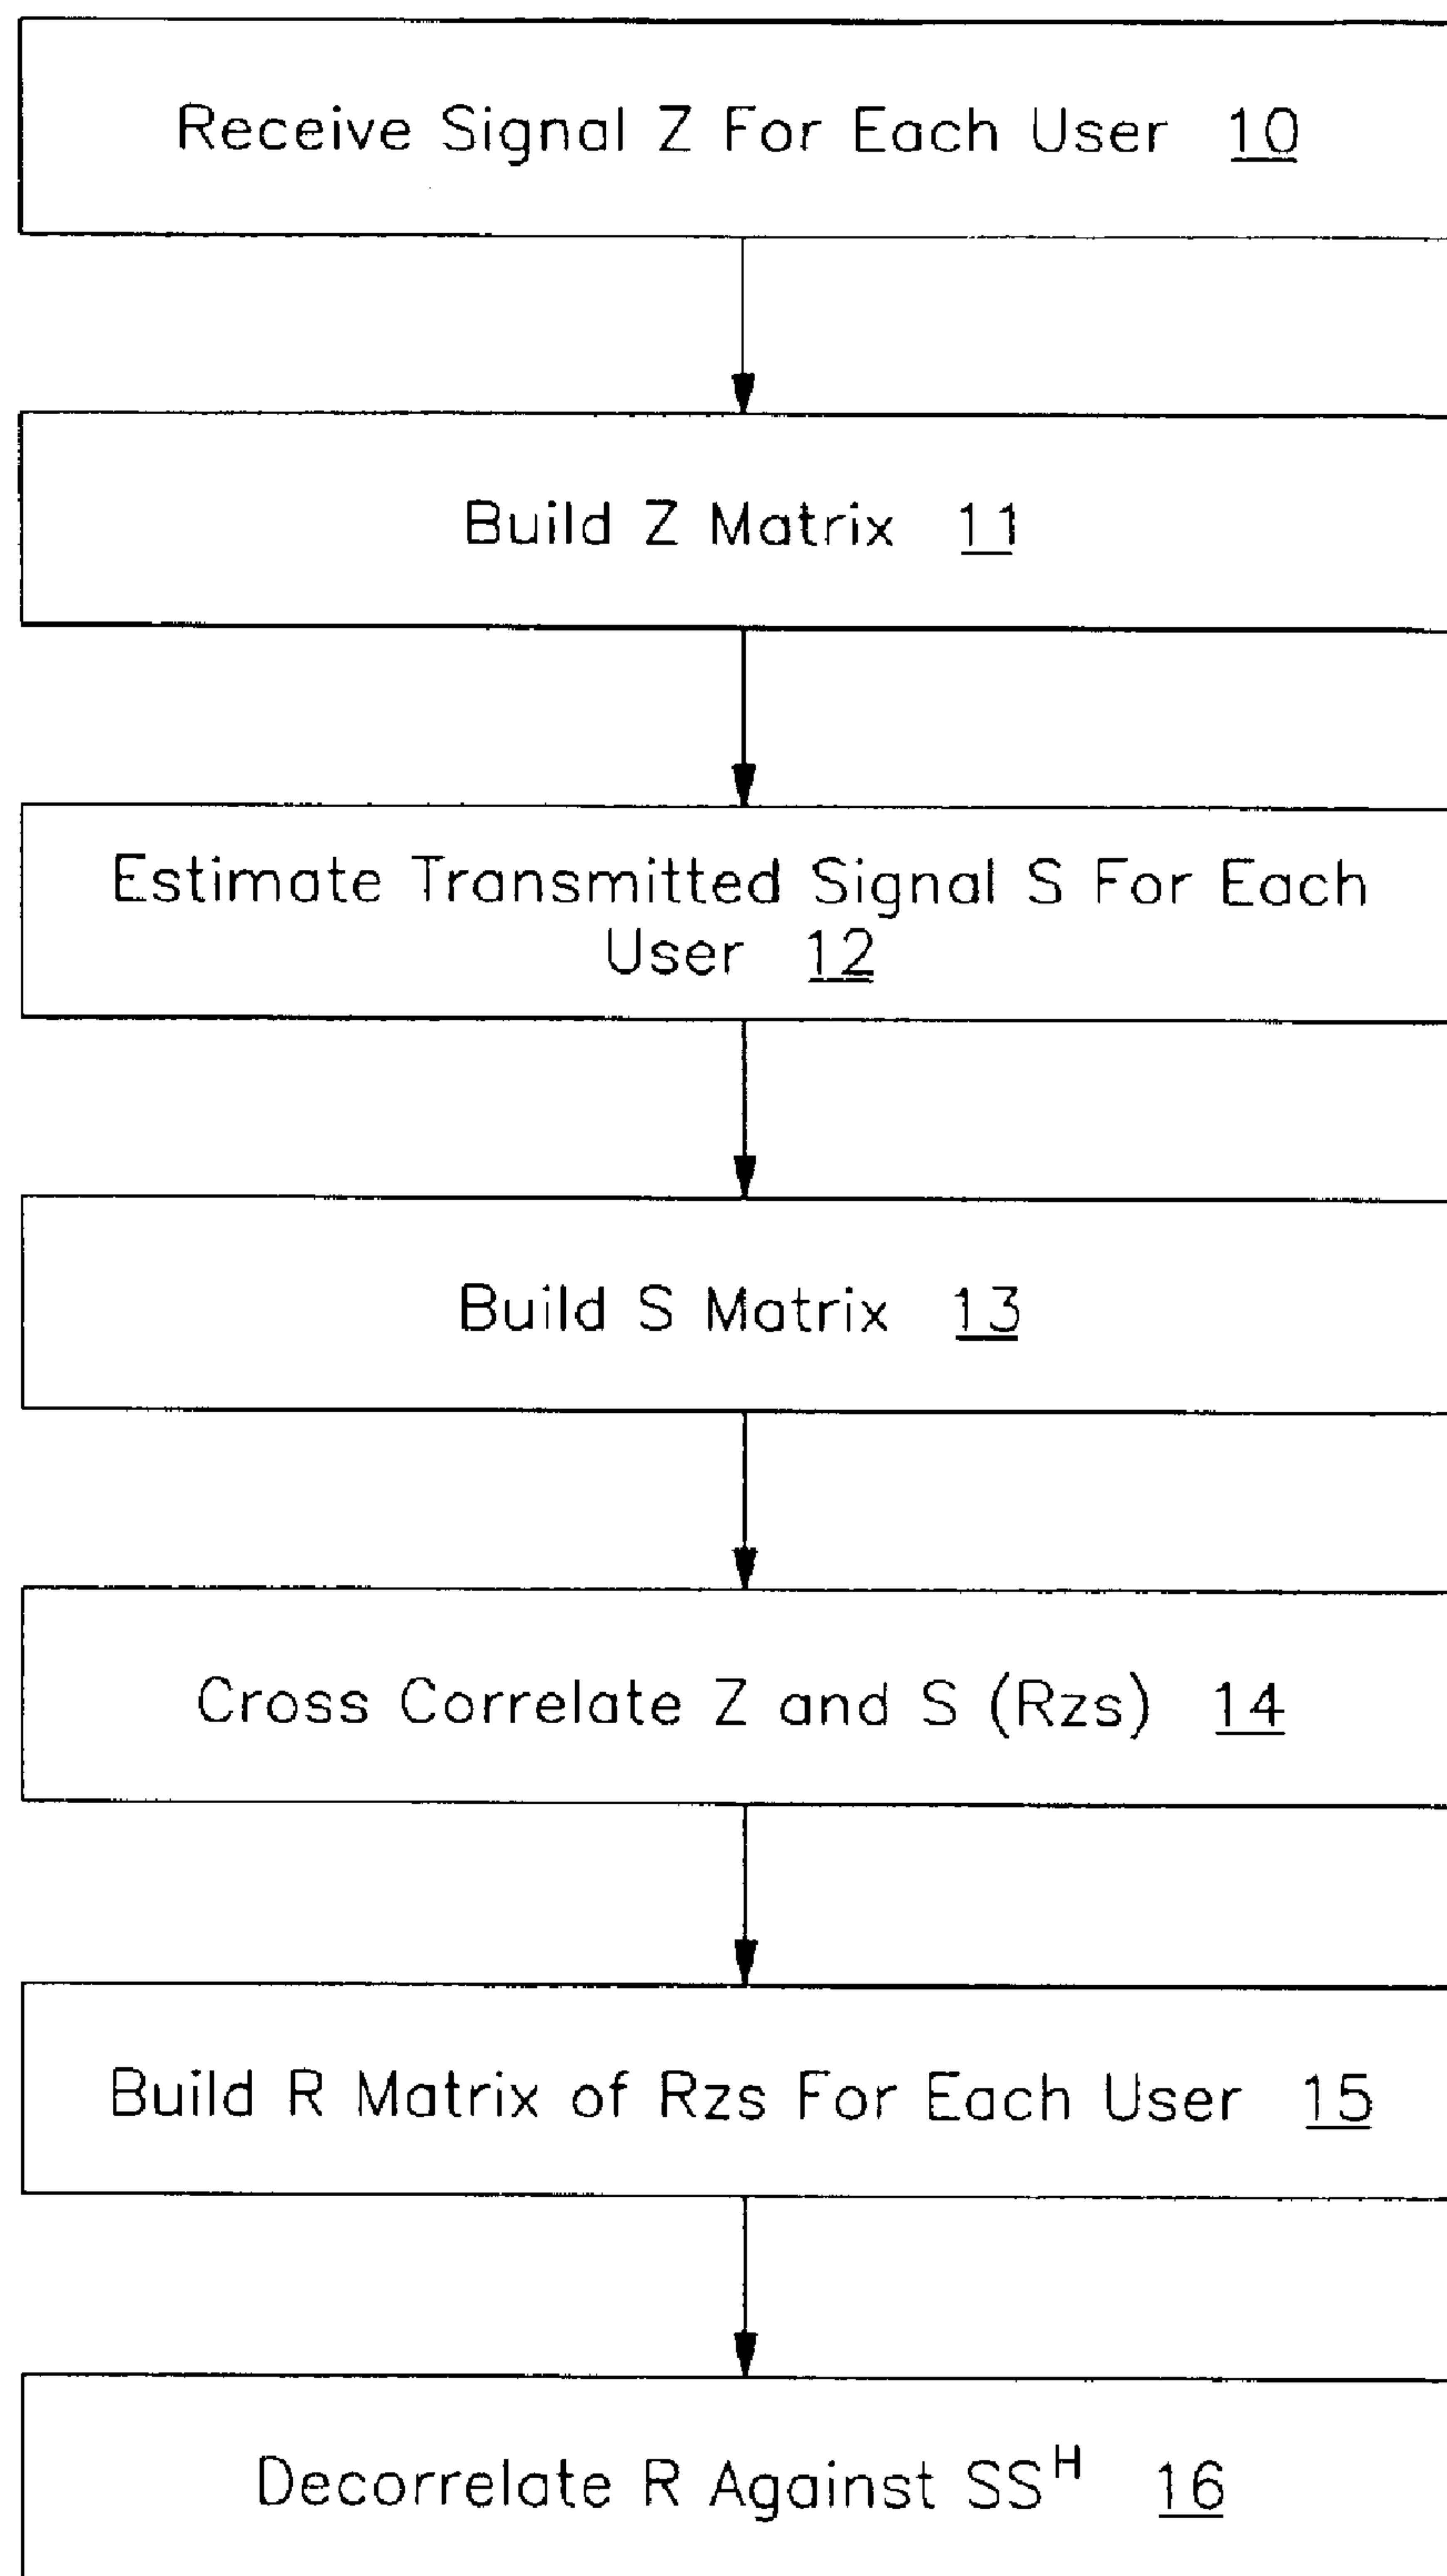 Receive Signal Z For Each User 10
Build Z Matrix 11
Estimate Transmitted Signal S For Each
User 12
Build S Matrix 13
Cross Correlate Z and S (Rzs) 14
Build R Matrix of Rzs For Each User 15
Decorrelate R Against SS^H 16